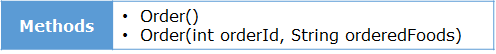 Methods
• Order()
• Order(int orderId, String orderedFoods)